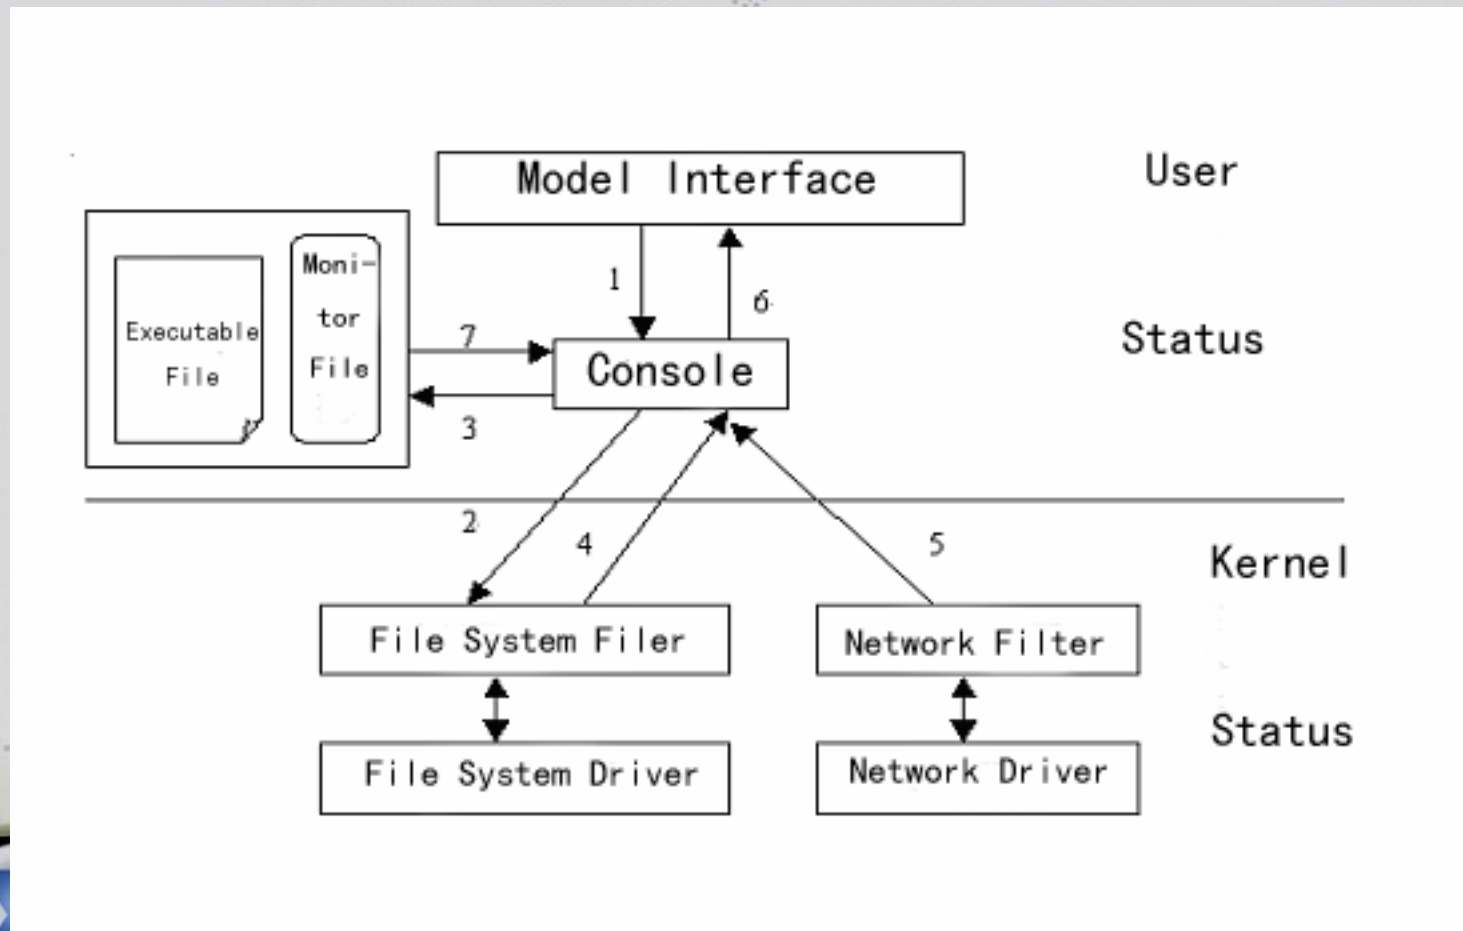 Model Interface
User
Moni-
tor
File
Executable
File
1
6
7
3
Console
Status
2
4
5
Kernel
File System Filer
Network Filter
Status
File System Driver
Network Driver